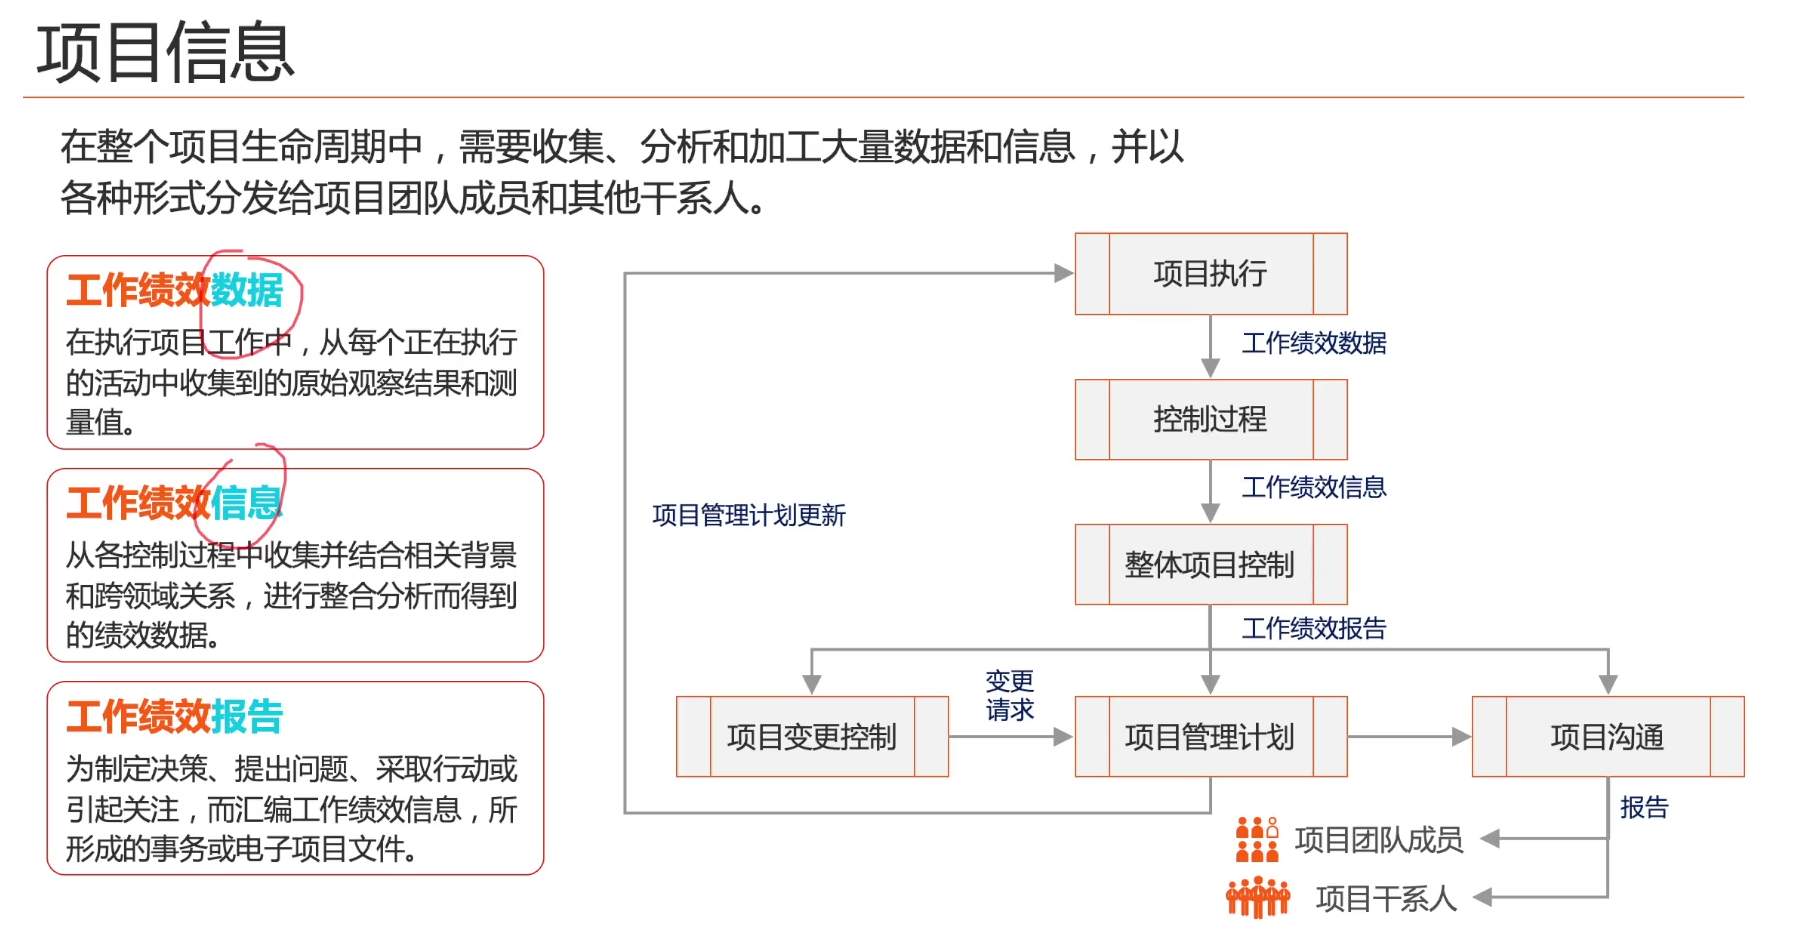 项目信息
在整个项目生命周期中，需要收集、分析和加工大量数据和信息，并以
各种形式分发给项目团队成员和其他干系人。
工作绩效数据
在执行项目工作中，从每个正在执行
的活动中收集到的原始观察结果和测
量值。
工作绩效信息
从各控制过程中收集并结合相关背景
和跨领域关系，进行整合分析而得到
的绩效数据。
工作绩效报告
为制定决策、提出问题、采取行动或
引起关注，而汇编工作绩效信息，所
形成的事务或电子项目文件。
项目执行
工作绩效数据
控制过程
工作绩效信息
项目管理计划更新
整体项目控制
工作绩效报告
变更
请求
项目变更控制
项目管理计划
项目沟通
报告
项目团队成员
项目干系人